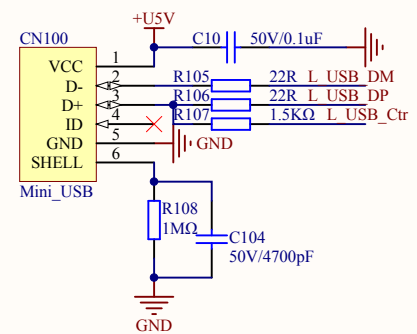 +U5V
CN100
C10 50V/0.1uF
VCC 1
D- 2 R105 22R L_USB_DM
D+ 3 R106 22R L_USB_DP
ID 4 R107 1.5KΩ L_USB_Ctr
GND 5 GND
SHELL 6
Mini_USB
R108
1MΩ
C104
50V/4700pF
GND